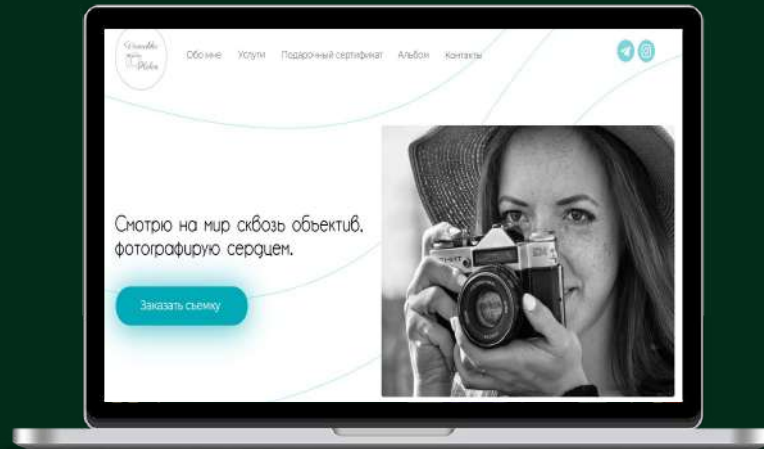 Обо мне
Услуги
Подарочный сертификат
Альбом
Контакты
Смотрю на мир сквозь объектив,
фотографирую сердцем.
Заказать съемку